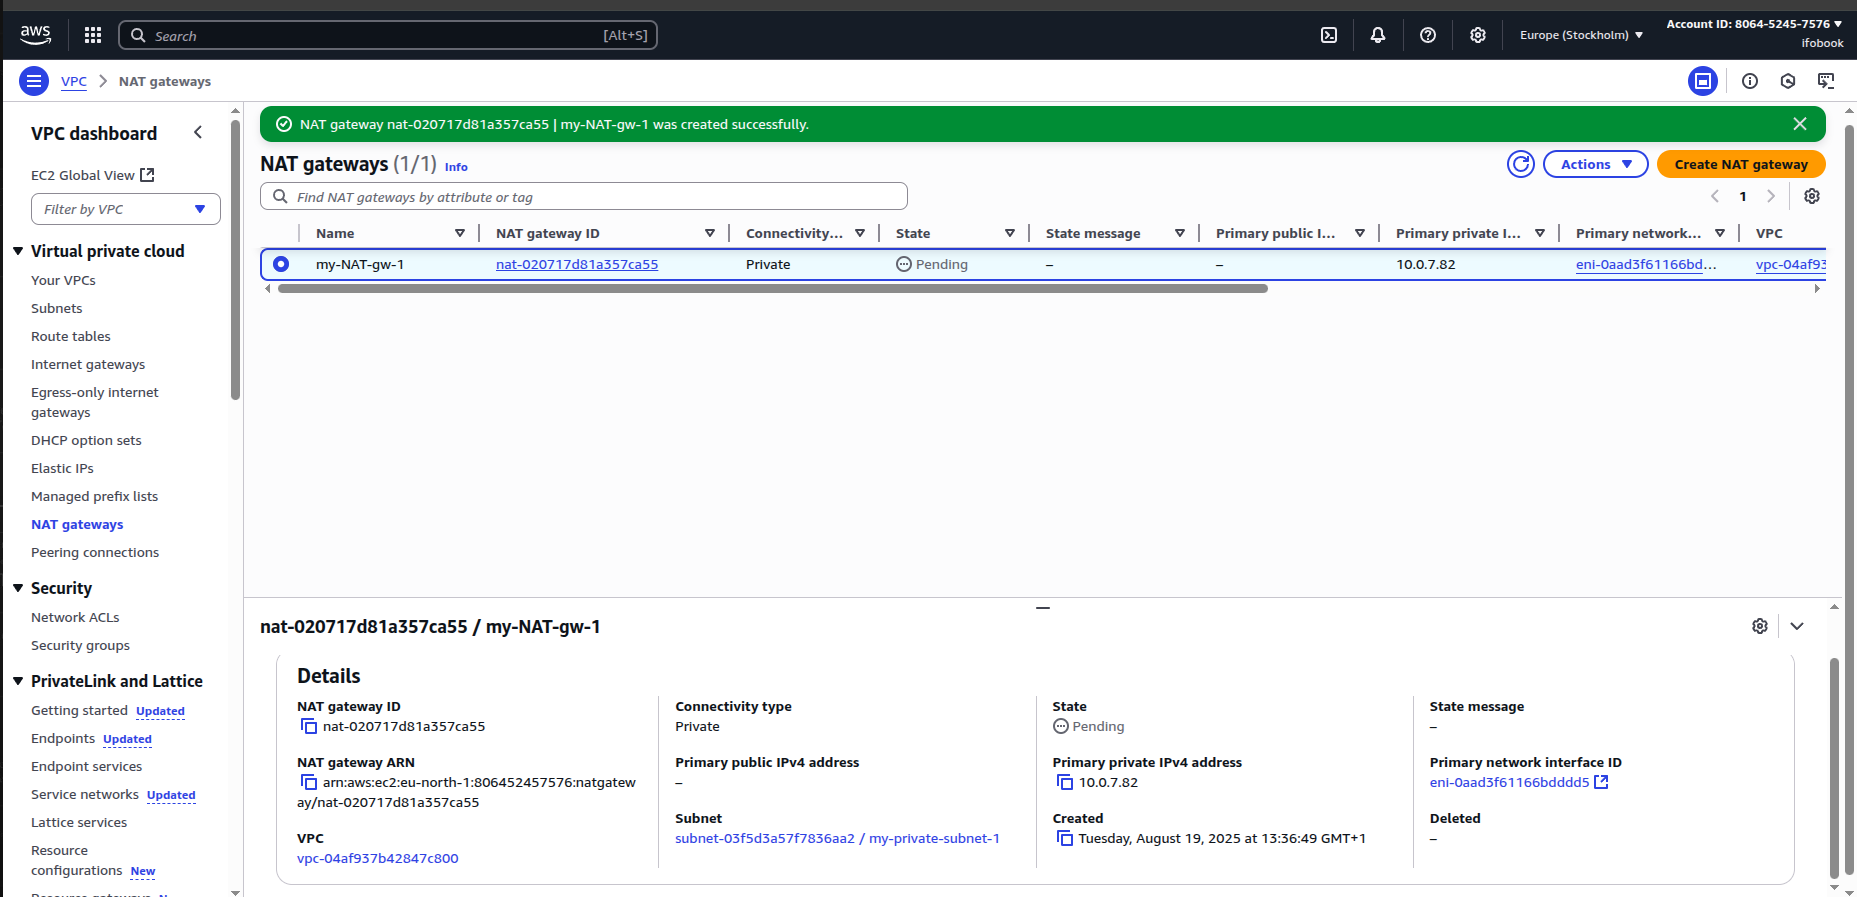 aws
Search [Alt+S]
Europe (Stockholm)
Account ID: 8064-5245-7576
ifobook
VPC > NAT gateways
VPC dashboard
EC2 Global View
Filter by VPC
Virtual private cloud
Your VPCs
Subnets
Route tables
Internet gateways
Egress-only internet
gateways
DHCP option sets
Elastic IPs
Managed prefix lists
NAT gateways
Peering connections
Security
Network ACLs
Security groups
PrivateLink and Lattice
Getting started Updated
Endpoints Updated
Endpoint services
Service networks Updated
Lattice services
Resource
configurations New
NAT gateway nat-020717d81a357ca55 | my-NAT-gw-1 was created successfully.
NAT gateways (1/1) Info
Actions
Create NAT gateway
Find NAT gateways by attribute or tag
1
Name NAT gateway ID Connectivity... State State message Primary public I... Primary private I... Primary network... VPC
my-NAT-gw-1 nat-020717d81a357ca55 Private Pending – – 10.0.7.82 eni-0aad3f61166bd... vpc-04af93
nat-020717d81a357ca55 / my-NAT-gw-1
Details
NAT gateway ID
nat-020717d81a357ca55
NAT gateway ARN
arn:aws:ec2:eu-north-1:806452457576:natgatew
ay/nat-020717d81a357ca55
VPC
vpc-04af937b42847c800
Connectivity type
Private
Primary public IPv4 address
–
Subnet
subnet-03f5d3a57f7836aa2 / my-private-subnet-1
State
Pending
Primary private IPv4 address
10.0.7.82
Created
Tuesday, August 19, 2025 at 13:36:49 GMT+1
State message
–
Primary network interface ID
eni-0aad3f61166bdddd5
Deleted
–